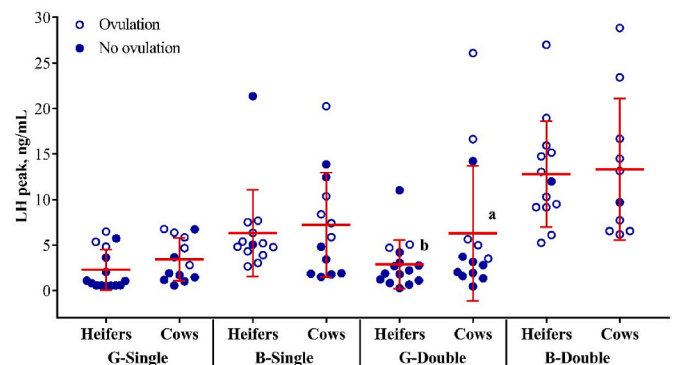 30
Ovulation
No ovulation
25
20
15
10
5
0
LH peak, ng/mL
a
b
Heifers Cows Heifers Cows Heifers Cows Heifers Cows
G-Single B-Single G-Double B-Double